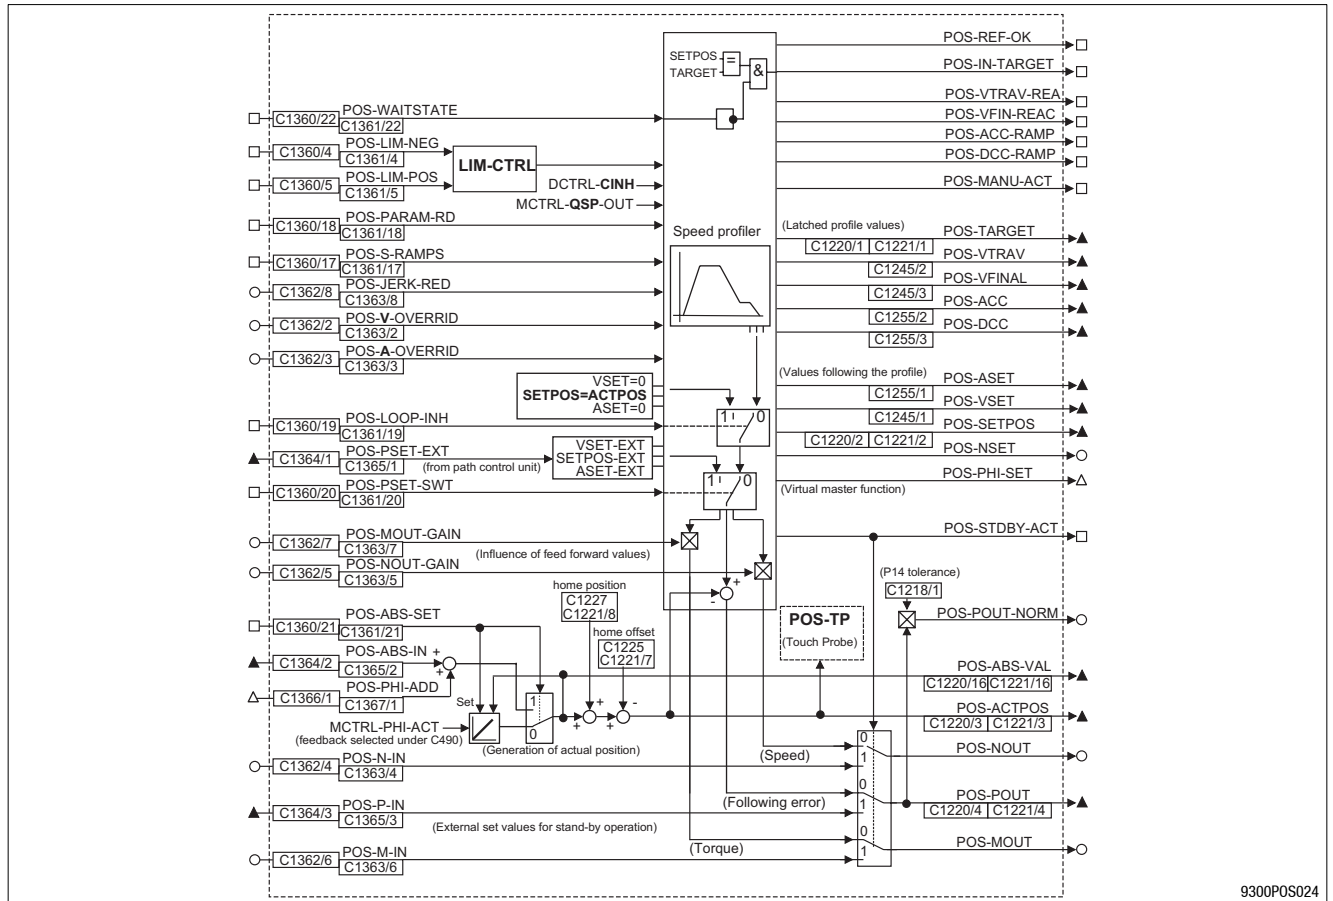 SETPOS
TARGET
=
&
POS-REF-OK
POS-IN-TARGET
POS-VTRAV-REA
POS-VFIN-REAC
POS-ACC-RAMP
POS-DCC-RAMP
POS-MANU-ACT
C1360/22
POS-WAITSTATE
C1361/22
C1360/4
POS-LIM-NEG
C1361/4
C1360/5
POS-LIM-POS
C1361/5
LIM-CTRL
DCTRL-CINH
MCTRL-QSP-OUT
C1360/18
POS-PARAM-RD
C1361/18
C1360/17
POS-S-RAMPS
C1361/17
C1362/8
POS-JERK-RED
C1363/8
C1362/2
POS-V-OVERRID
C1363/2
C1362/3
POS-A-OVERRID
C1363/3
Speed profiler
(Latched profile values)
POS-TARGET
C1220/1 C1221/1
POS-VTRAV
C1245/2
POS-VFINAL
C1245/3
POS-ACC
C1255/2
POS-DCC
C1255/3
VSET=0
SETPOS=ACTPOS
ASET=0
1 0
(Values following the profile)
POS-ASET
C1255/1
POS-VSET
C1245/1
POS-SETPOS
C1220/2 C1221/2
POS-NSET
POS-PHI-SET
(Virtual master function)
C1360/19
POS-LOOP-INH
C1361/19
C1364/1
POS-PSET-EXT
C1365/1
(from path control unit)
VSET-EXT
SETPOS-EXT
ASET-EXT
1 0
C1360/20
POS-PSET-SWT
C1361/20
C1362/7
POS-MOUT-GAIN
C1363/7
(Influence of feed forward values)
C1362/5
POS-NOUT-GAIN
C1363/5
+
-
POS-STDBY-ACT
(P14 tolerance)
C1218/1
POS-POUT-NORM
home position
C1227
C1221/8
home offset
C1225
C1221/7
POS-TP
(Touch Probe)
C1360/21
POS-ABS-SET
C1361/21
C1364/2
POS-ABS-IN +
C1365/2
+
C1366/1
POS-PHI-ADD
C1367/1
Set
1
0
+
+
+
-
MCTRL-PHI-ACT
(feedback selected under C490)
(Generation of actual position)
POS-ABS-VAL
C1220/16 C1221/16
POS-ACTPOS
C1220/3 C1221/3
C1362/4
POS-N-IN
C1363/4
(Speed)
0
1
POS-NOUT
C1364/3
POS-P-IN
C1365/3
(External set values for stand-by operation)
(Following error)
0
1
POS-POUT
C1220/4 C1221/4
C1362/6
POS-M-IN
C1363/6
(Torque)
0
1
POS-MOUT
9300POS024